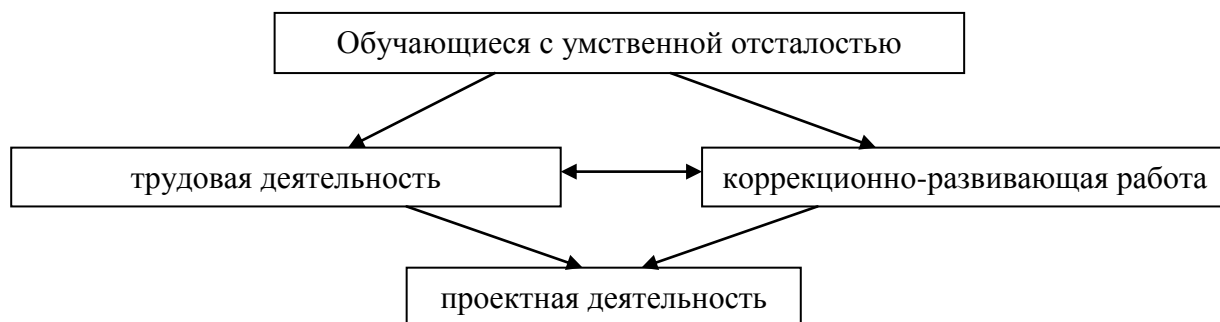 Обучающиеся с умственной отсталостью
трудовая деятельность
коррекционно-развивающая работа
проектная деятельность